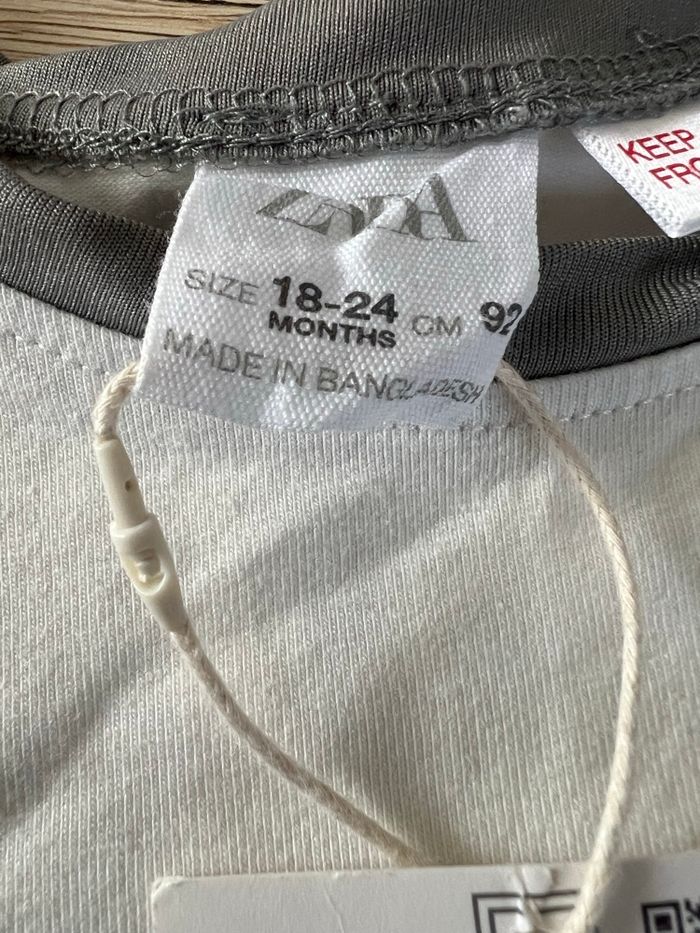 ZARA
SIZE 18-24 CM 92
MONTHS
MADE IN BANGLADESH
KEEP
FRO